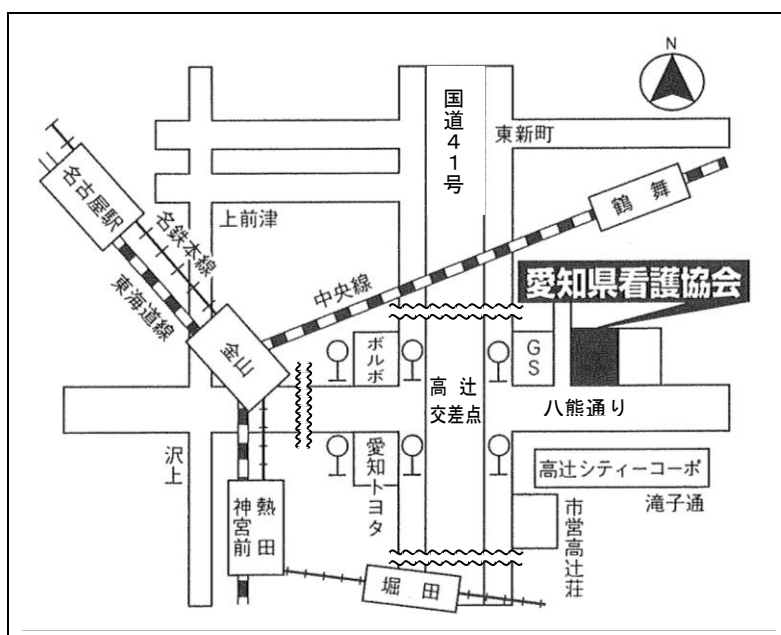 N
国道41号
東新町
名古屋駅
鶴舞
上前津
名鉄本線
東海道線
中央線
愛知県看護協会
金山
ボルボ
GS
高辻
交差点
八熊通り
沢上
愛知トヨタ
高辻シティーコーポ
滝子通
神宮前
熱田
市営高辻荘
堀田